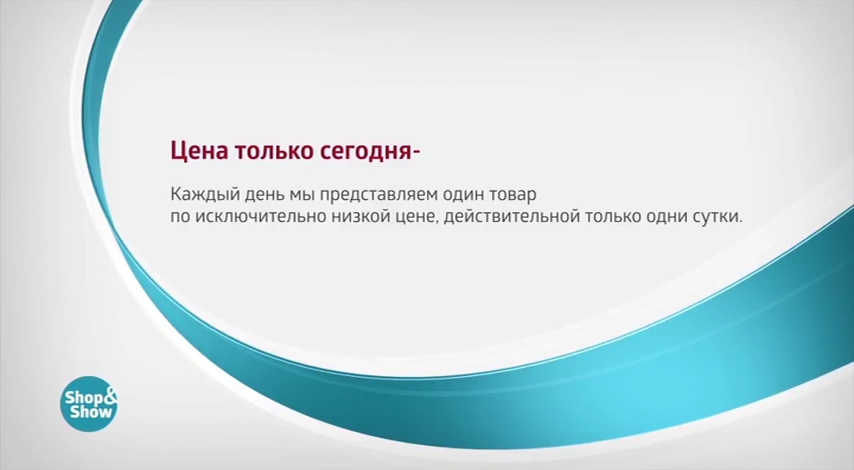 Цена только сегодня-
Каждый день мы представляем один товар
по исключительно низкой цене, действительной только одни сутки.
Shop&
Show